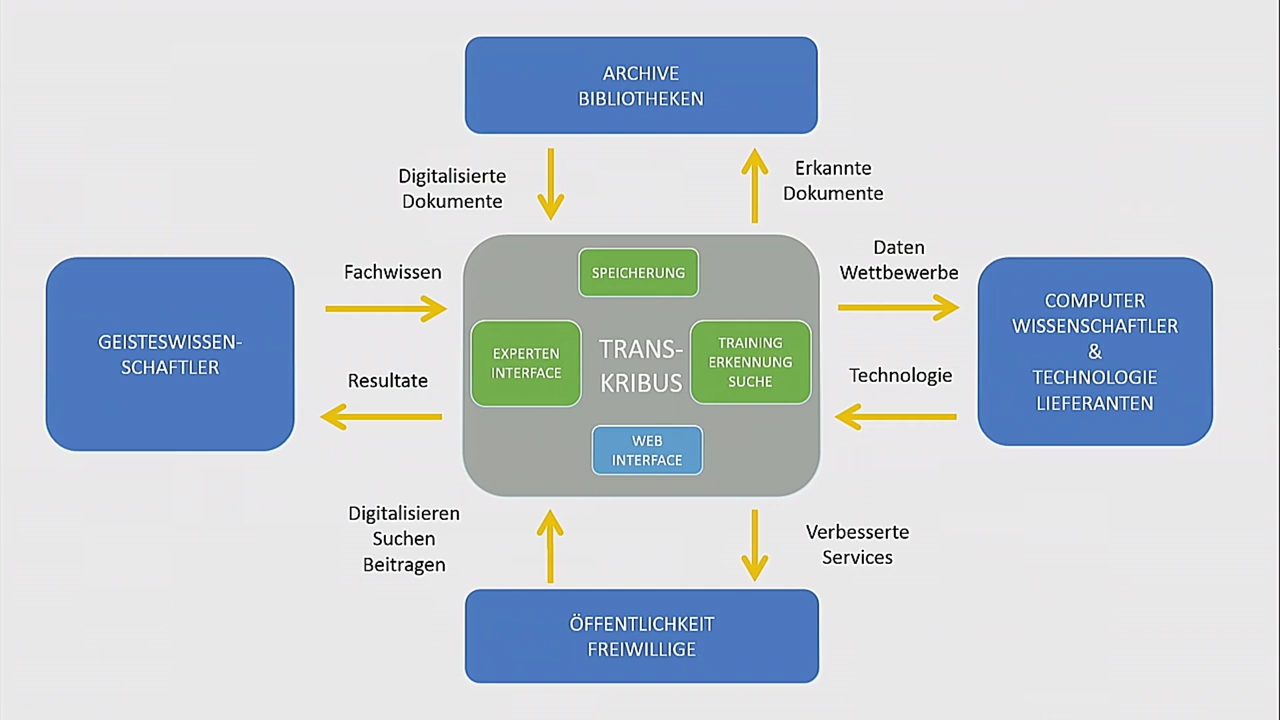 ARCHIVE
BIBLIOTHEKEN
Digitalisierte
Dokumente
Erkannte
Dokumente
Fachwissen
Daten
Wettbewerbe
GEISTESWISSEN-
SCHAFTLER
Resultate
SPEICHERUNG
EXPERTEN
INTERFACE
TRANS-
KRIBUS
TRAINING
ERKENNUNG
SUCHE
WEB
INTERFACE
Technologie
COMPUTER
WISSENSCHAFTLER
&
TECHNOLOGIE
LIEFERANTEN
Digitalisieren
Suchen
Beitragen
Verbesserte
Services
ÖFFENTLICHKEIT
FREIWILLIGE